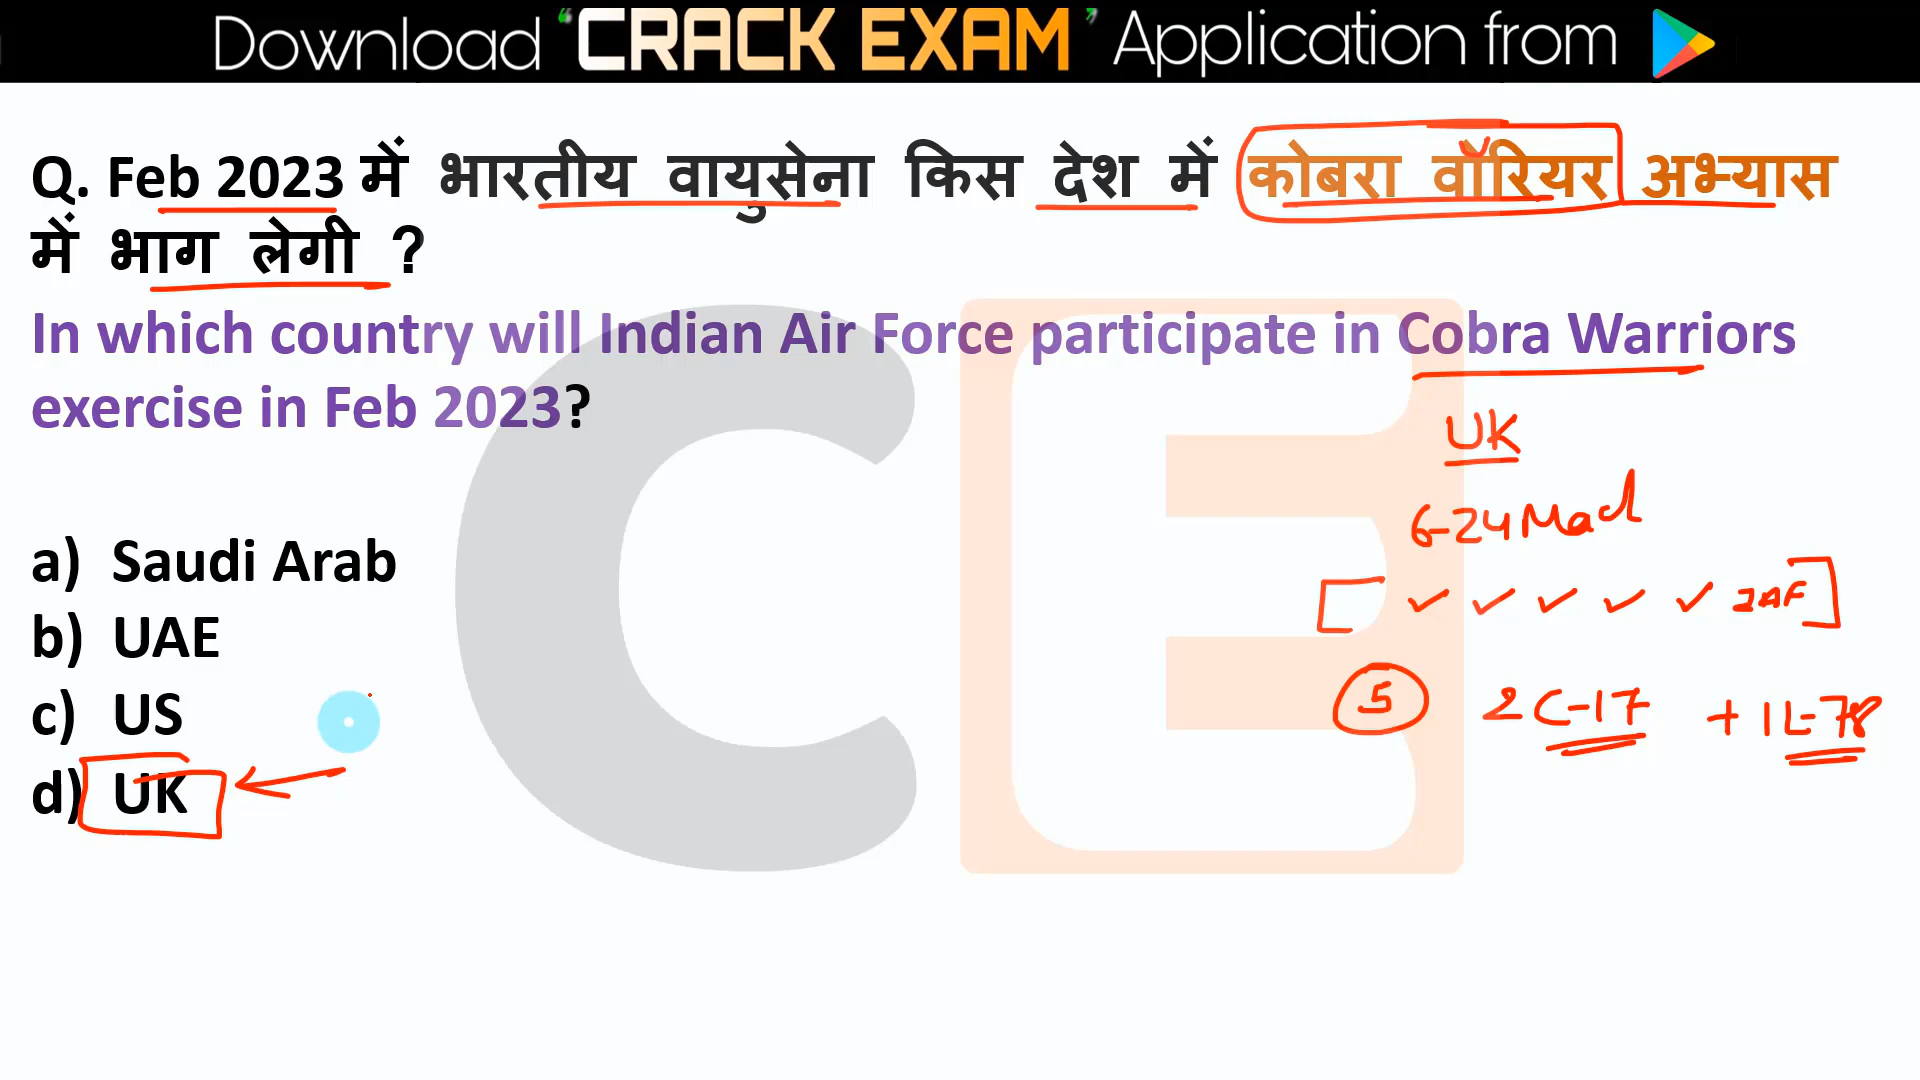 Download ‘CRACK EXAM’ Application from
Q. Feb 2023 में भारतीय वायुसेना किस देश में कोबरा वॉरियर अभ्यास
में भाग लेगी ?
In which country will Indian Air Force participate in Cobra Warriors
exercise in Feb 2023?
UK
6-24 March
a) Saudi Arab
IAF
b) UAE
c) US
5 2 C-17 + IL-78
d) UK
CE